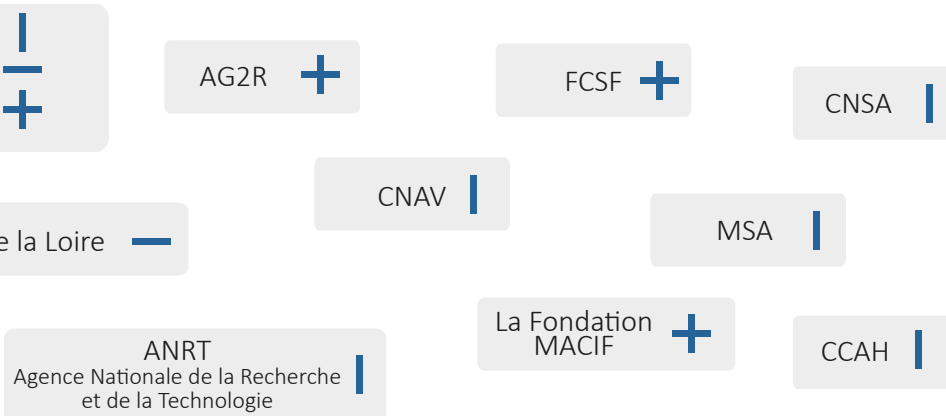 AG2R
FCSF
CNSA
CNAV
MSA
de la Loire
La Fondation
MACIF
CCAH
ANRT
Agence Nationale de la Recherche
et de la Technologie